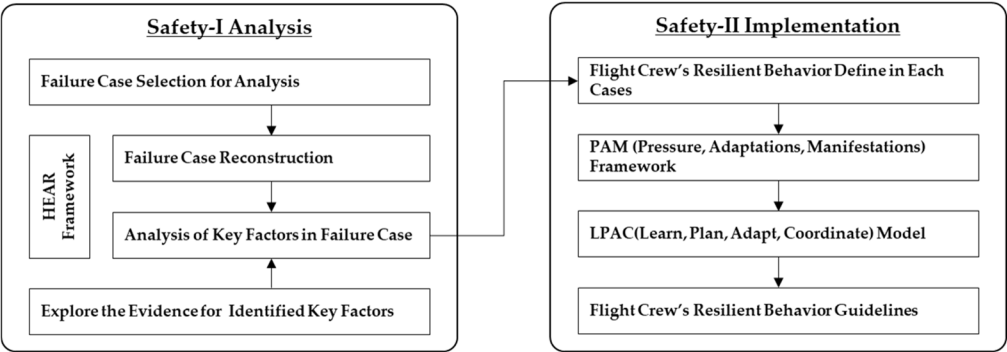 Safety-I Analysis
Failure Case Selection for Analysis
HEAR
Framework
Failure Case Reconstruction
Analysis of Key Factors in Failure Case
Explore the Evidence for Identified Key Factors
Safety-II Implementation
Flight Crew's Resilient Behavior Define in Each
Cases
PAM (Pressure, Adaptations, Manifestations)
Framework
LPAC(Learn, Plan, Adapt, Coordinate) Model
Flight Crew's Resilient Behavior Guidelines